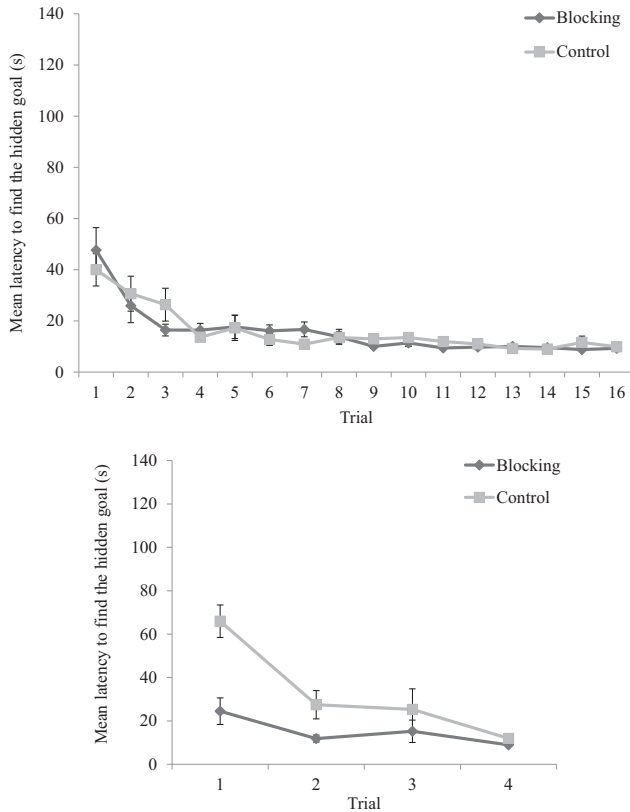 Mean latency to find the hidden goal (s)
140
120
100
80
60
40
20
0
Blocking
Control
1 2 3 4 5 6 7 8 9 10 11 12 13 14 15 16
Trial
Mean latency to find the hidden goal (s)
140
120
100
80
60
40
20
0
Blocking
Control
1 2 3 4
Trial